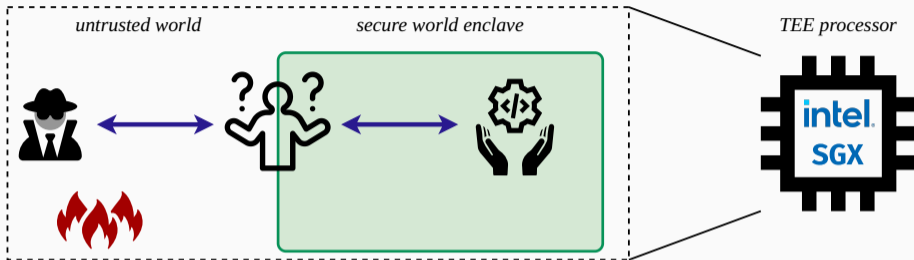 untrusted world
secure world enclave
TEE processor
?
?
</>
intel.
SGX